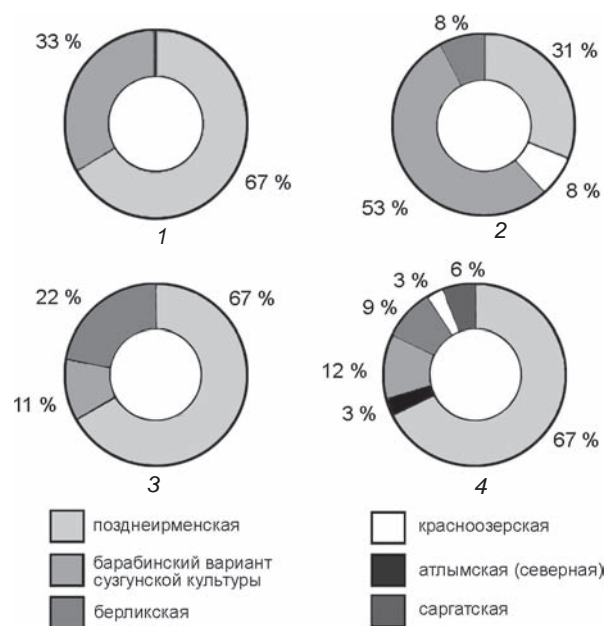 33 %
67 %
1
8 %
31 %
53 %
8 %
2
22 %
67 %
11 %
3
3 %
6 %
9 %
12 %
3 %
67 %
4
позднеирменская
барабинский вариант
сузгунской культуры
берликская
красноозерская
атлымская (северная)
саргатская